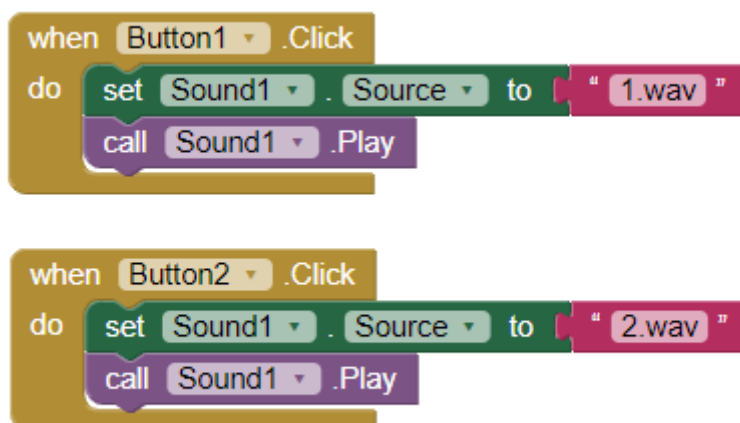 when Button1 .Click
do set Sound1 . Source to " 1.wav "
call Sound1 .Play
when Button2 .Click
do set Sound1 . Source to " 2.wav "
call Sound1 .Play